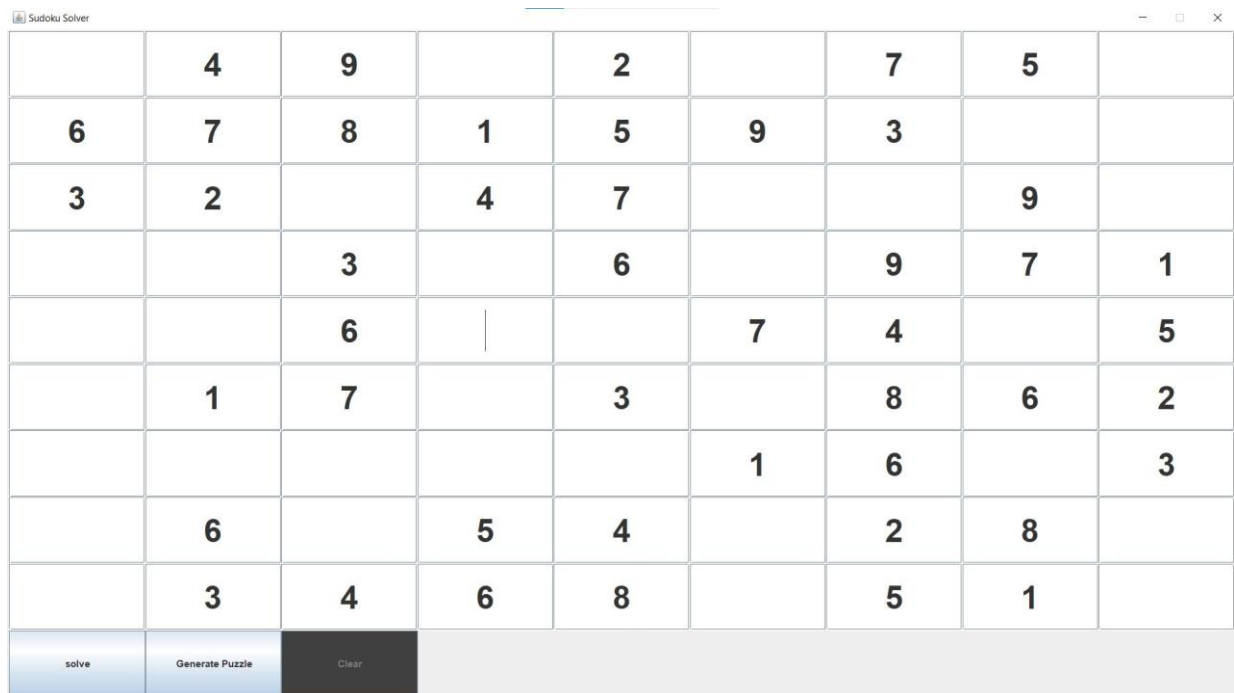 Sudoku Solver
4 9 2 7 5
6 7 8 1 5 9 3
3 2 4 7 9
3 6 9 7 1
6 7 4 5
1 7 3 8 6 2
1 6 3
6 5 4 2 8
3 4 6 8 5 1
solve Generate Puzzle Clear